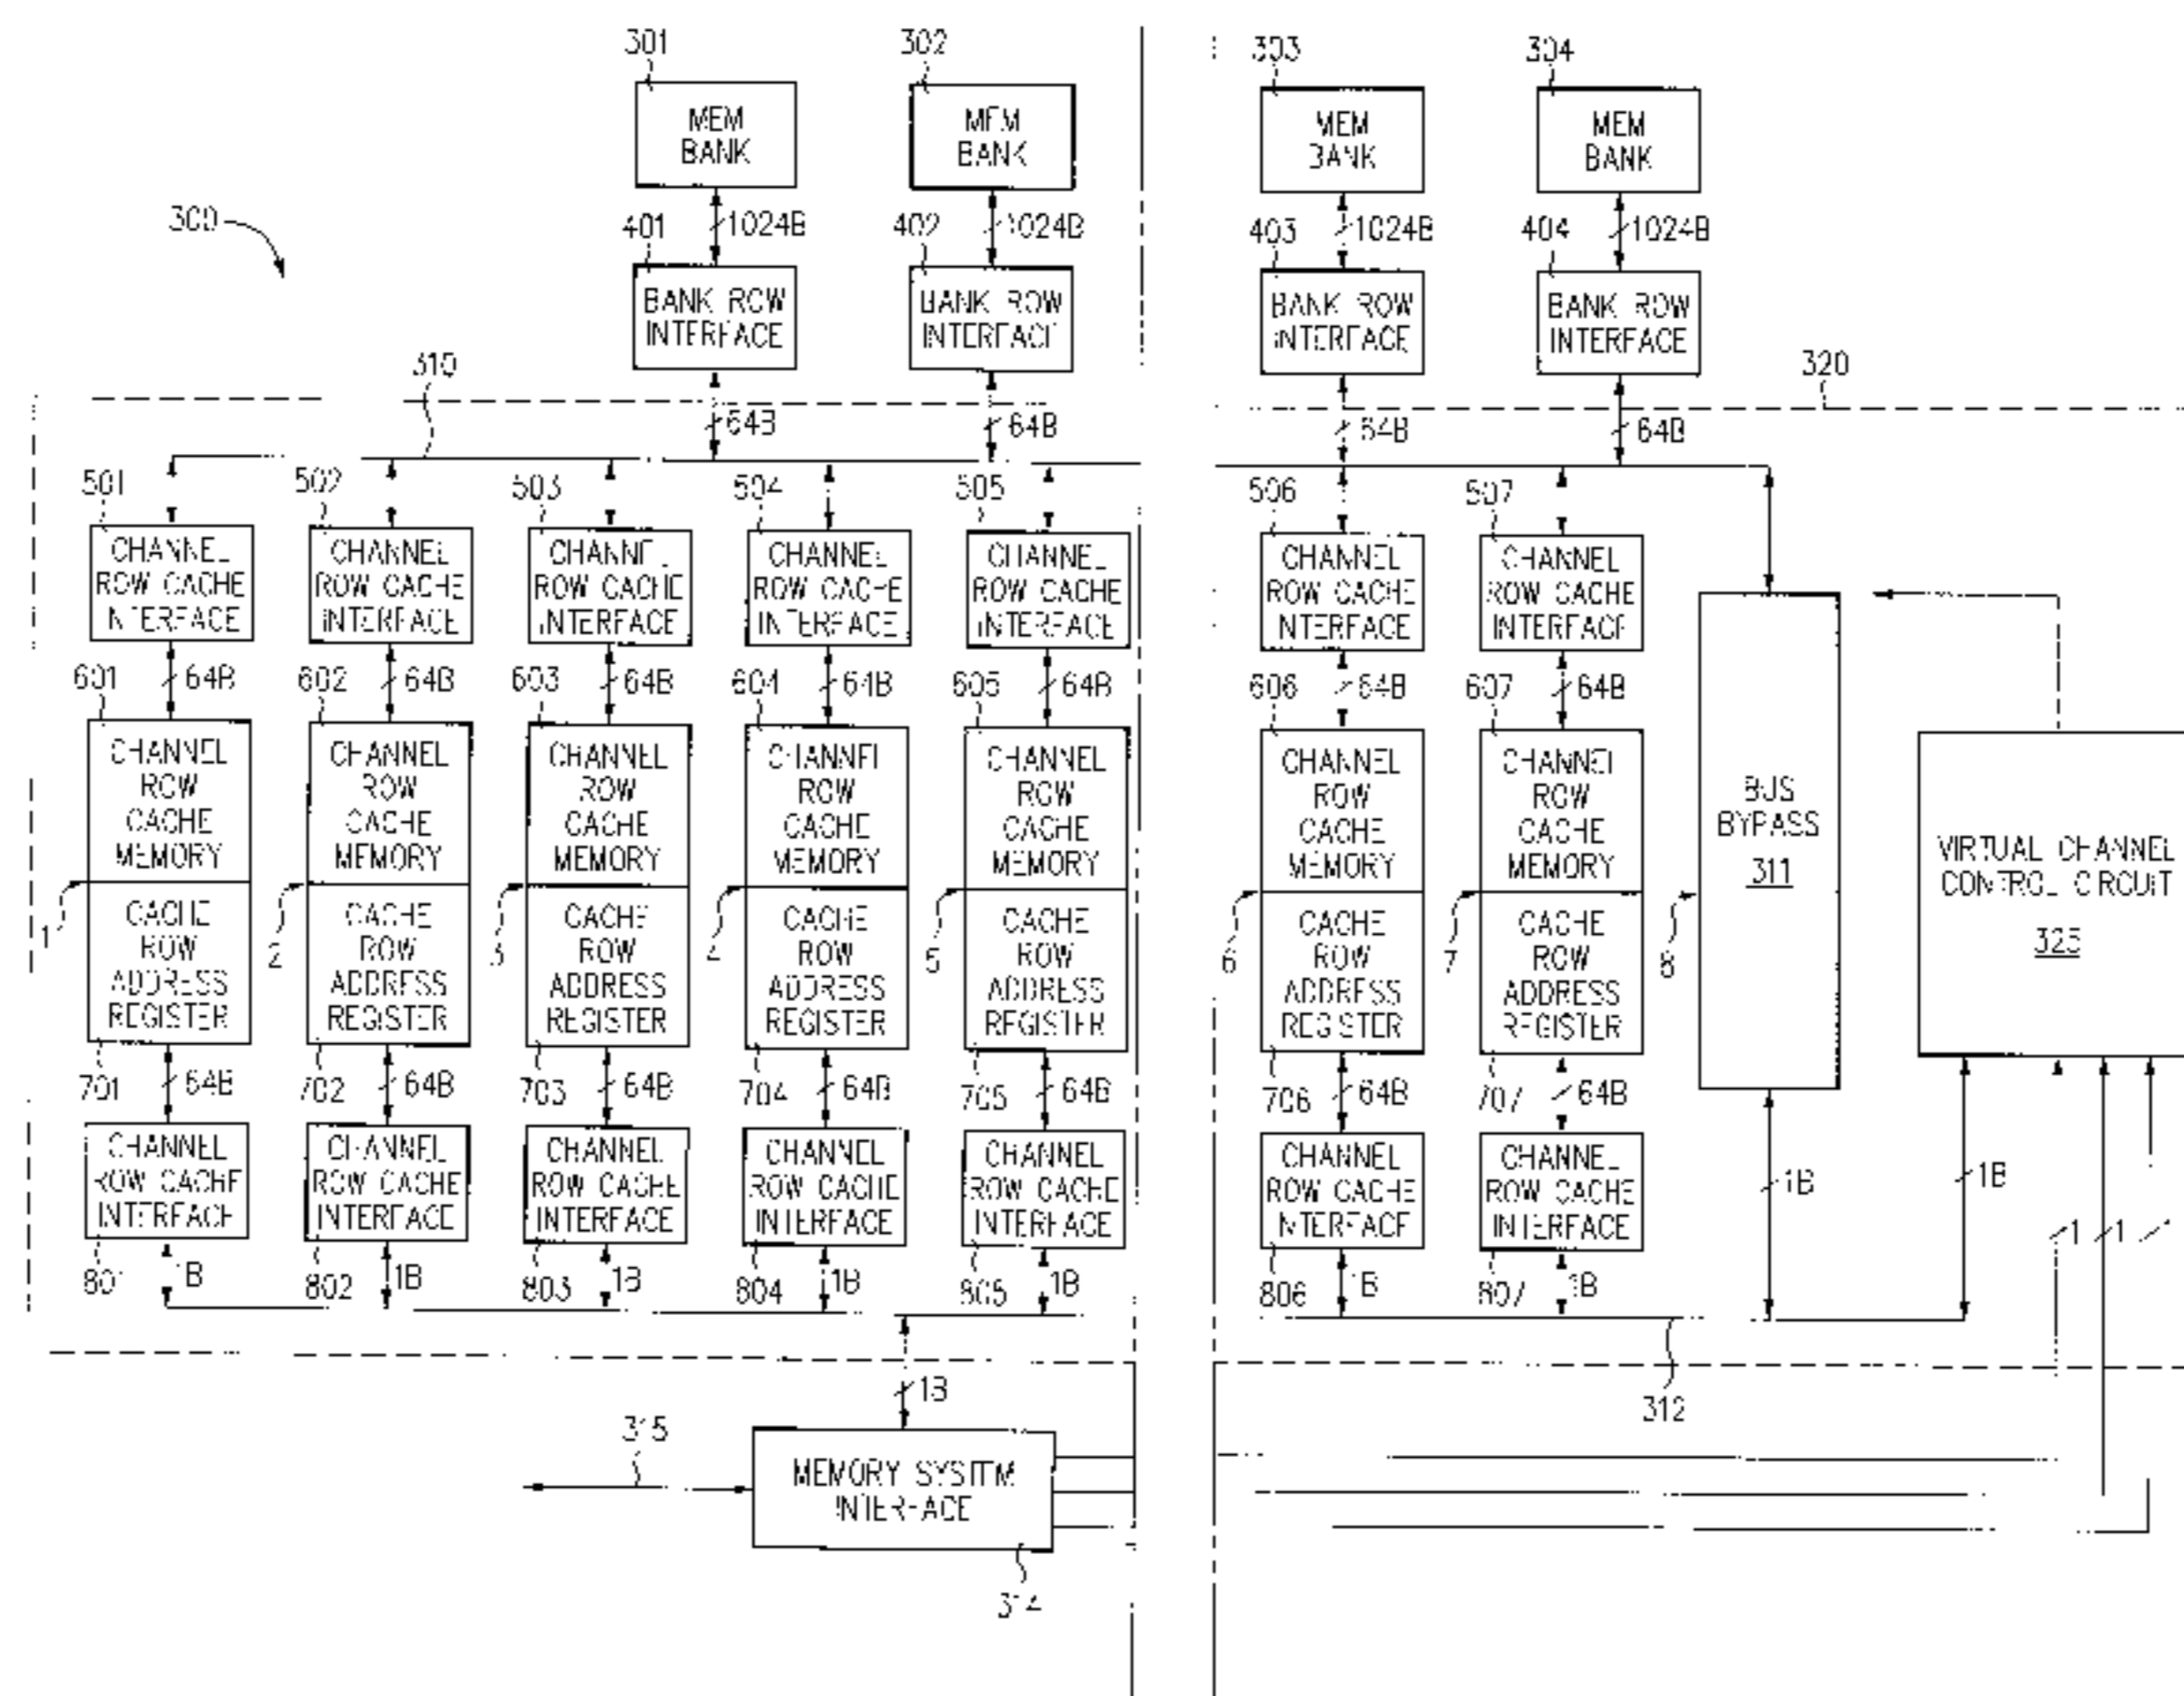 301 302 303 304
MEM BANK
MEM BANK
MEM BANK
MEM BANK
300
401 1024B 402 1024B 403 1024B 404 1024B
BANK ROW INTERFACE
BANK ROW INTERFACE
BANK ROW INTERFACE
BANK ROW INTERFACE
310 320
64B 64B 64B 64B
501 502 503 504 505 506 507
CHANNEL ROW CACHE INTERFACE
CHANNEL ROW CACHE INTERFACE
CHANNEL ROW CACHE INTERFACE
CHANNEL ROW CACHE INTERFACE
CHANNEL ROW CACHE INTERFACE
CHANNEL ROW CACHE INTERFACE
CHANNEL ROW CACHE INTERFACE
601 64B 602 64B 603 64B 604 64B 605 64B 606 64B 607 64B
CHANNEL ROW CACHE MEMORY
CHANNEL ROW CACHE MEMORY
CHANNEL ROW CACHE MEMORY
CHANNEL ROW CACHE MEMORY
CHANNEL ROW CACHE MEMORY
CHANNEL ROW CACHE MEMORY
CHANNEL ROW CACHE MEMORY
BUS BYPASS 311
VIRTUAL CHANNEL CONTROL CIRCUIT 325
1 2 3 4 5 6 7 8
CACHE ROW ADDRESS REGISTER
CACHE ROW ADDRESS REGISTER
CACHE ROW ADDRESS REGISTER
CACHE ROW ADDRESS REGISTER
CACHE ROW ADDRESS REGISTER
CACHE ROW ADDRESS REGISTER
CACHE ROW ADDRESS REGISTER
701 64B 702 64B 703 64B 704 64B 705 64B 706 64B 707 64B
CHANNEL ROW CACHE INTERFACE
CHANNEL ROW CACHE INTERFACE
CHANNEL ROW CACHE INTERFACE
CHANNEL ROW CACHE INTERFACE
CHANNEL ROW CACHE INTERFACE
CHANNEL ROW CACHE INTERFACE
CHANNEL ROW CACHE INTERFACE
1B 1B
1 1 1
801 1B 802 1B 803 1B 804 1B 805 1B 806 1B 807 1B
1B
312
315
MEMORY SYSTEM INTERFACE
314